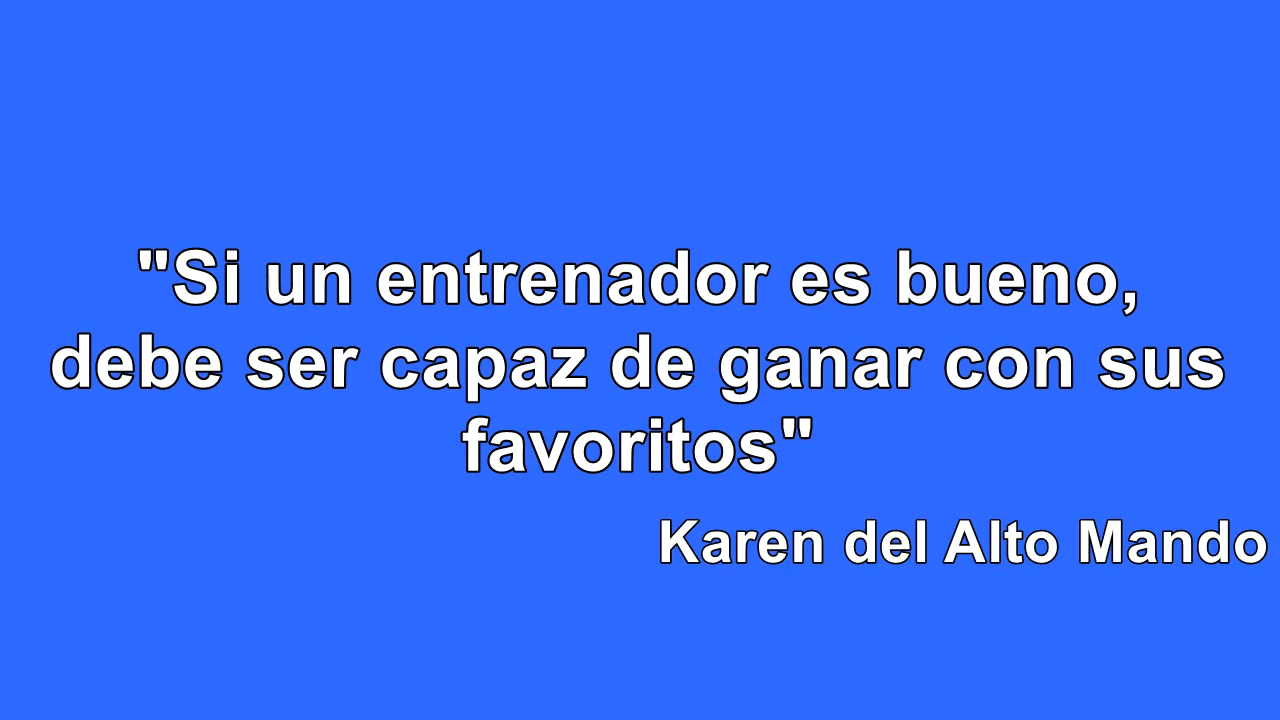 "Si un entrenador es bueno,
debe ser capaz de ganar con sus
favoritos"
Karen del Alto Mando